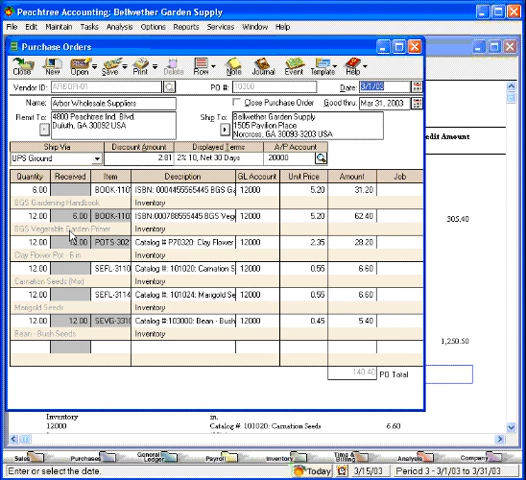 Peachtree Accounting: Bellwether Garden Supply
File Edit Maintain Tasks Analysis Options Reports Services Window Help
Purchase Orders
Close New Open Save Print Delete Row Note Journal Event Template Help
Vendor ID: ARBOR-01 PO #: 10300 Date: 3/1/03
Name: Arbor Wholesale Suppliers Close Purchase Order Good thru: Mar 31, 2003
Remit To: 4800 Peachtree Ind. Blvd. Ship To: Bellwether Garden Supply
Duluth, GA 30092 USA 1505 Pavilion Place
Norcross, GA 30093-3203 USA
edit Amount
Ship Via Discount Amount Displayed Terms A/P Account
UPS Ground 2.81 2% 10, Net 30 Days 20000
Quantity Received Item Description GL Account Unit Price Amount Job
6.00 BOOK-110 ISBN: 0004455565445 BGS Ga 12000 5.20 31.20
BGS Gardening Handbook Inventory
12.00 6.00 BOOK-110 ISBN:000788555445 BGS Veg 12000 5.20 62.40
305.40
BGS Vegetable Garden Primer Inventory
12.00 POTS-302 Catalog # P70320: Clay Flower 12000 2.35 28.20
Clay Flower Pot - 6 in. Inventory
12.00 SEFL-3110 Catalog #: 101020: Carnation S 12000 0.55 6.60
Carnation Seeds (Mix) Inventory
12.00 SEFL-3114 Catalog #: 101024: Marigold Se 12000 0.55 6.60
Marigold Seeds Inventory
12.00 12.00 SEVG-3310 Catalog #:103000: Bean - Bush 12000 0.45 5.40
Bean - Bush Seeds Inventory
1,250.50
140.40 PO Total
Inventory in.
12000 Catalog #: 101020: Carnation Seeds 6.60
Sales Purchases General Ledger Payroll Inventory Time & Billing Analysis Company
Enter or select the date. Today 3/15/03 Period 3 - 3/1/03 to 3/31/03